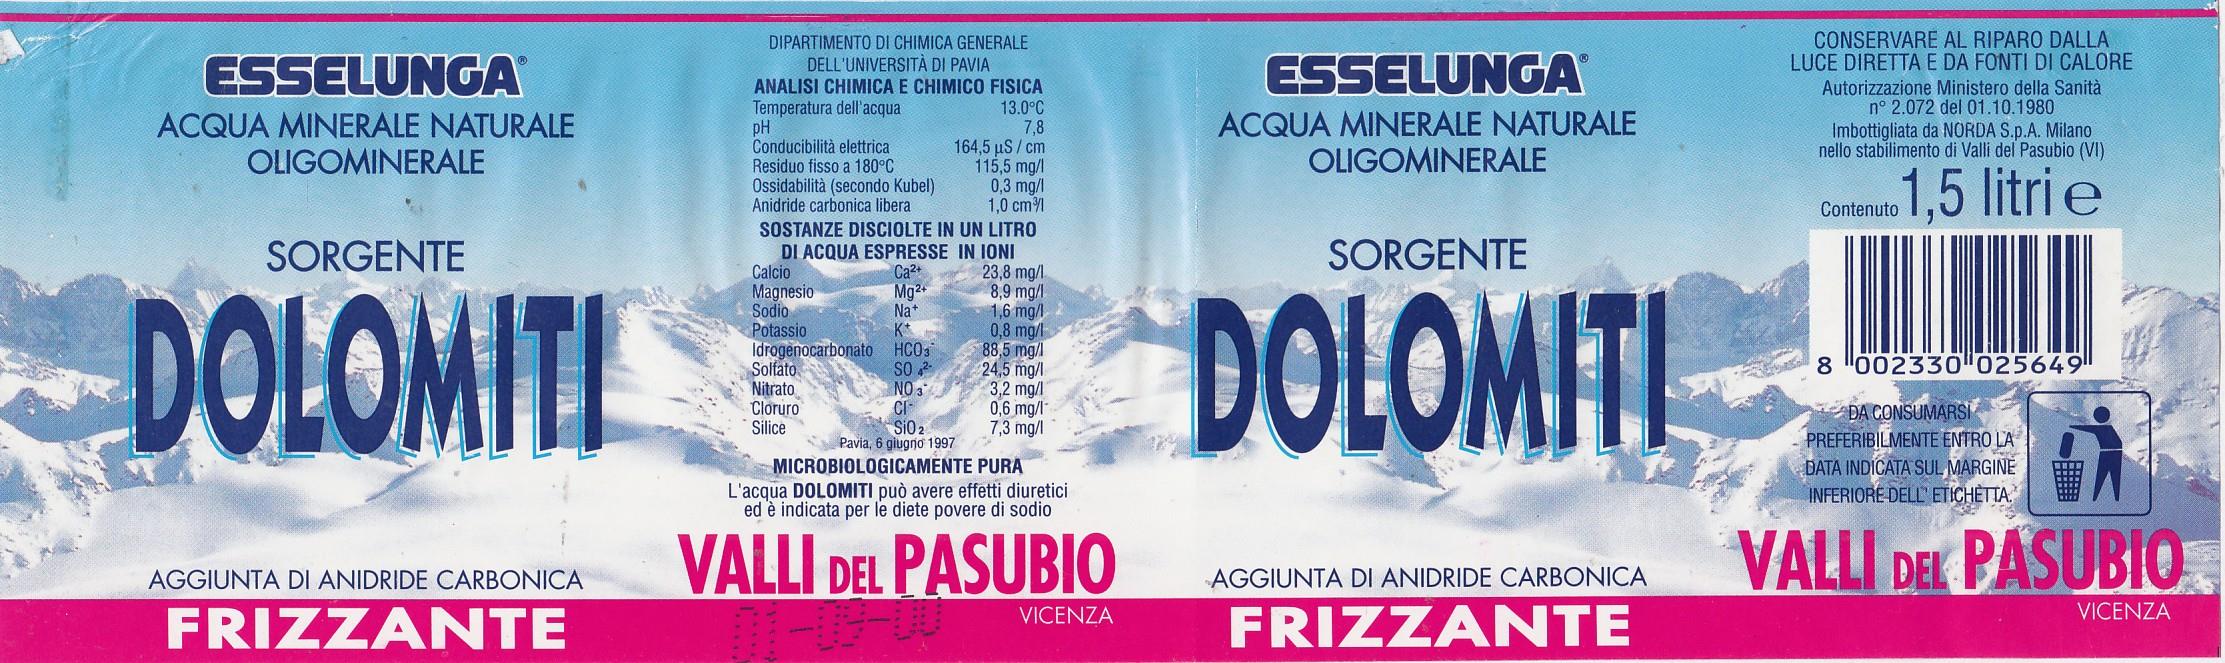 ESSELUNGA®
ACQUA MINERALE NATURALE
OLIGOMINERALE
SORGENTE
DOLOMITI
AGGIUNTA DI ANIDRIDE CARBONICA
FRIZZANTE
DIPARTIMENTO DI CHIMICA GENERALE
DELL'UNIVERSITÀ DI PAVIA
ANALISI CHIMICA E CHIMICO FISICA
Temperatura dell'acqua 13.0°C
pH 7,8
Conducibilità elettrica 164,5 µS / cm
Residuo fisso a 180°C 115,5 mg/l
Ossidabilità (secondo Kubel) 0,3 mg/l
Anidride carbonica libera 1,0 cm³/l
SOSTANZE DISCIOLTE IN UN LITRO
DI ACQUA ESPRESSE IN IONI
Calcio Ca²⁺ 23,8 mg/l
Magnesio Mg²⁺ 8,9 mg/l
Sodio Na⁺ 1,6 mg/l
Potassio K⁺ 0,8 mg/l
Idrogenocarbonato HCO₃⁻ 88,5 mg/l
Solfato SO₄²⁻ 24,5 mg/l
Nitrato NO₃⁻ 3,2 mg/l
Cloruro Cl⁻ 0,6 mg/l
Silice SiO₂ 7,3 mg/l
Pavia, 6 giugno 1997
MICROBIOLOGICAMENTE PURA
L'acqua DOLOMITI può avere effetti diuretici
ed è indicata per le diete povere di sodio
VALLI DEL PASUBIO
VICENZA
01-09-00
ESSELUNGA®
ACQUA MINERALE NATURALE
OLIGOMINERALE
SORGENTE
DOLOMITI
AGGIUNTA DI ANIDRIDE CARBONICA
FRIZZANTE
CONSERVARE AL RIPARO DALLA
LUCE DIRETTA E DA FONTI DI CALORE
Autorizzazione Ministero della Sanità
n° 2.072 del 01.10.1980
Imbottigliata da NORDA S.p.A. Milano
nello stabilimento di Valli del Pasubio (VI)
Contenuto 1,5 litri e
8 002330 025649
DA CONSUMARSI
PREFERIBILMENTE ENTRO LA
DATA INDICATA SUL MARGINE
INFERIORE DELL' ETICHETTA.
VALLI DEL PASUBIO
VICENZA